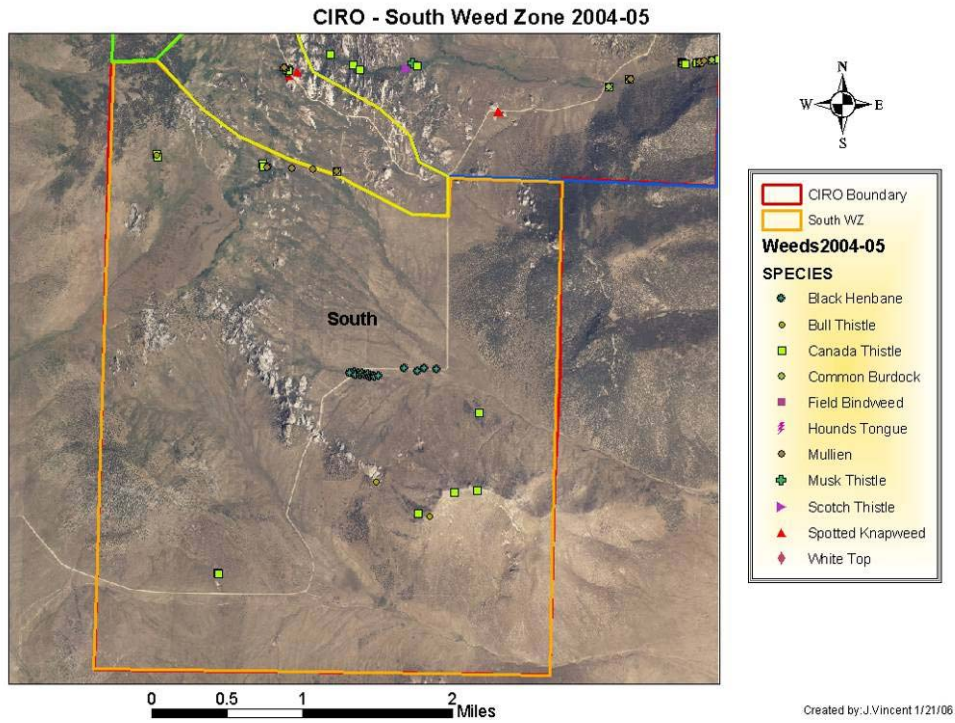 CIRO - South Weed Zone 2004-05
South
N
W E
S
CIRO Boundary
South WZ
Weeds2004-05
SPECIES
Black Henbane
Bull Thistle
Canada Thistle
Common Burdock
Field Bindweed
Hounds Tongue
Mullien
Musk Thistle
Scotch Thistle
Spotted Knapweed
White Top
0 0.5 1 2
Miles
Created by:J.Vincent 1/21/06